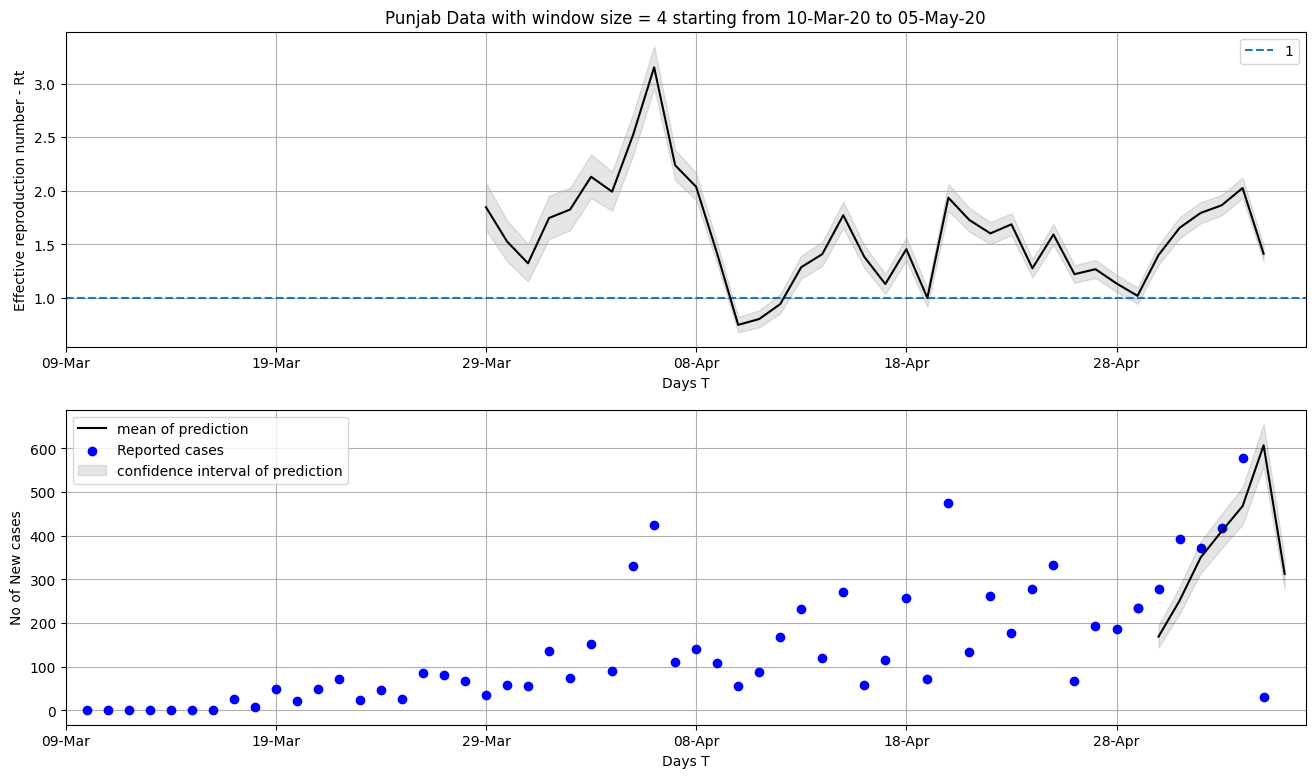 Punjab Data with window size = 4 starting from 10-Mar-20 to 05-May-20
1
Effective reproduction number - Rt
3.0
2.5
2.0
1.5
1.0
09-Mar 19-Mar 29-Mar 08-Apr 18-Apr 28-Apr
Days T
mean of prediction
Reported cases
confidence interval of prediction
No of New cases
600
500
400
300
200
100
0
09-Mar 19-Mar 29-Mar 08-Apr 18-Apr 28-Apr
Days T